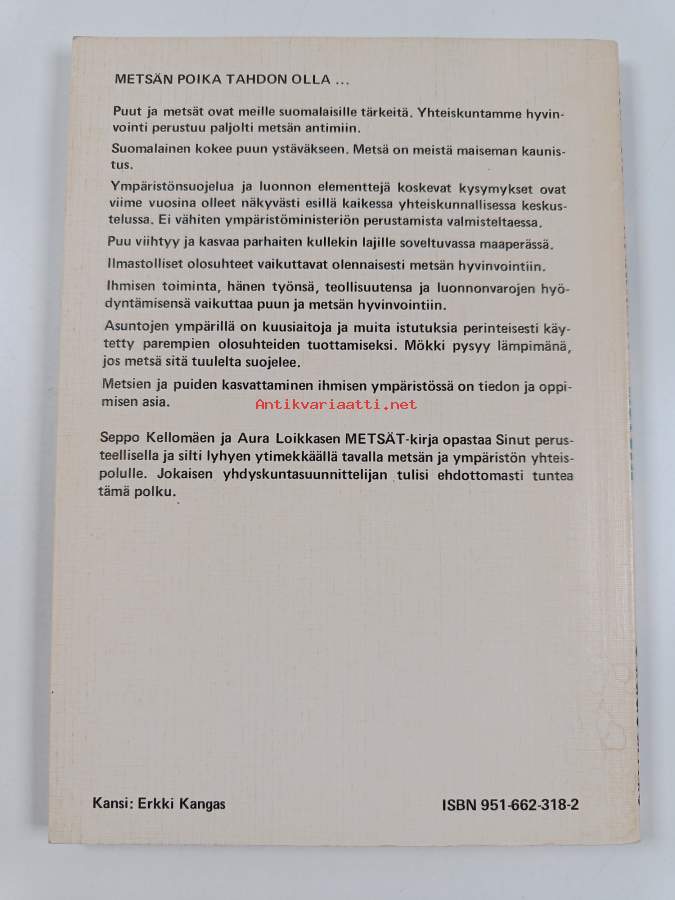 METSÄN POIKA TAHDON OLLA ...
Puut ja metsät ovat meille suomalaisille tärkeitä. Yhteiskuntamme hyvin-
vointi perustuu paljolti metsän antimiin.
Suomalainen kokee puun ystäväkseen. Metsä on meistä maiseman kaunis-
tus.
Ympäristönsuojelua ja luonnon elementtejä koskevat kysymykset ovat
viime vuosina olleet näkyvästi esillä kaikessa yhteiskunnallisessa keskus-
telussa. Ei vähiten ympäristöministeriön perustamista valmisteltaessa.
Puu viihtyy ja kasvaa parhaiten kullekin lajille soveltuvassa maaperässä.
Ilmastolliset olosuhteet vaikuttavat olennaisesti metsän hyvinvointiin.
Ihmisen toiminta, hänen työnsä, teollisuutensa ja luonnonvarojen hyö-
dyntämisensä vaikuttaa puun ja metsän hyvinvointiin.
Asuntojen ympärillä on kuusiaitoja ja muita istutuksia perinteisesti käy-
tetty parempien olosuhteiden tuottamiseksi. Mökki pysyy lämpimänä,
jos metsä sitä tuulelta suojelee.
Metsien ja puiden kasvattaminen ihmisen ympäristössä on tiedon ja oppi-
misen asia.
Antikvariaatti.net
Seppo Kellomäen ja Aura Loikkasen METSÄT-kirja opastaa Sinut perus-
teellisella ja silti lyhyen ytimekkäällä tavalla metsän ja ympäristön yhteis-
polulle. Jokaisen yhdyskuntasuunnittelijan tulisi ehdottomasti tuntea
tämä polku.
Kansi: Erkki Kangas
ISBN 951-662-318-2